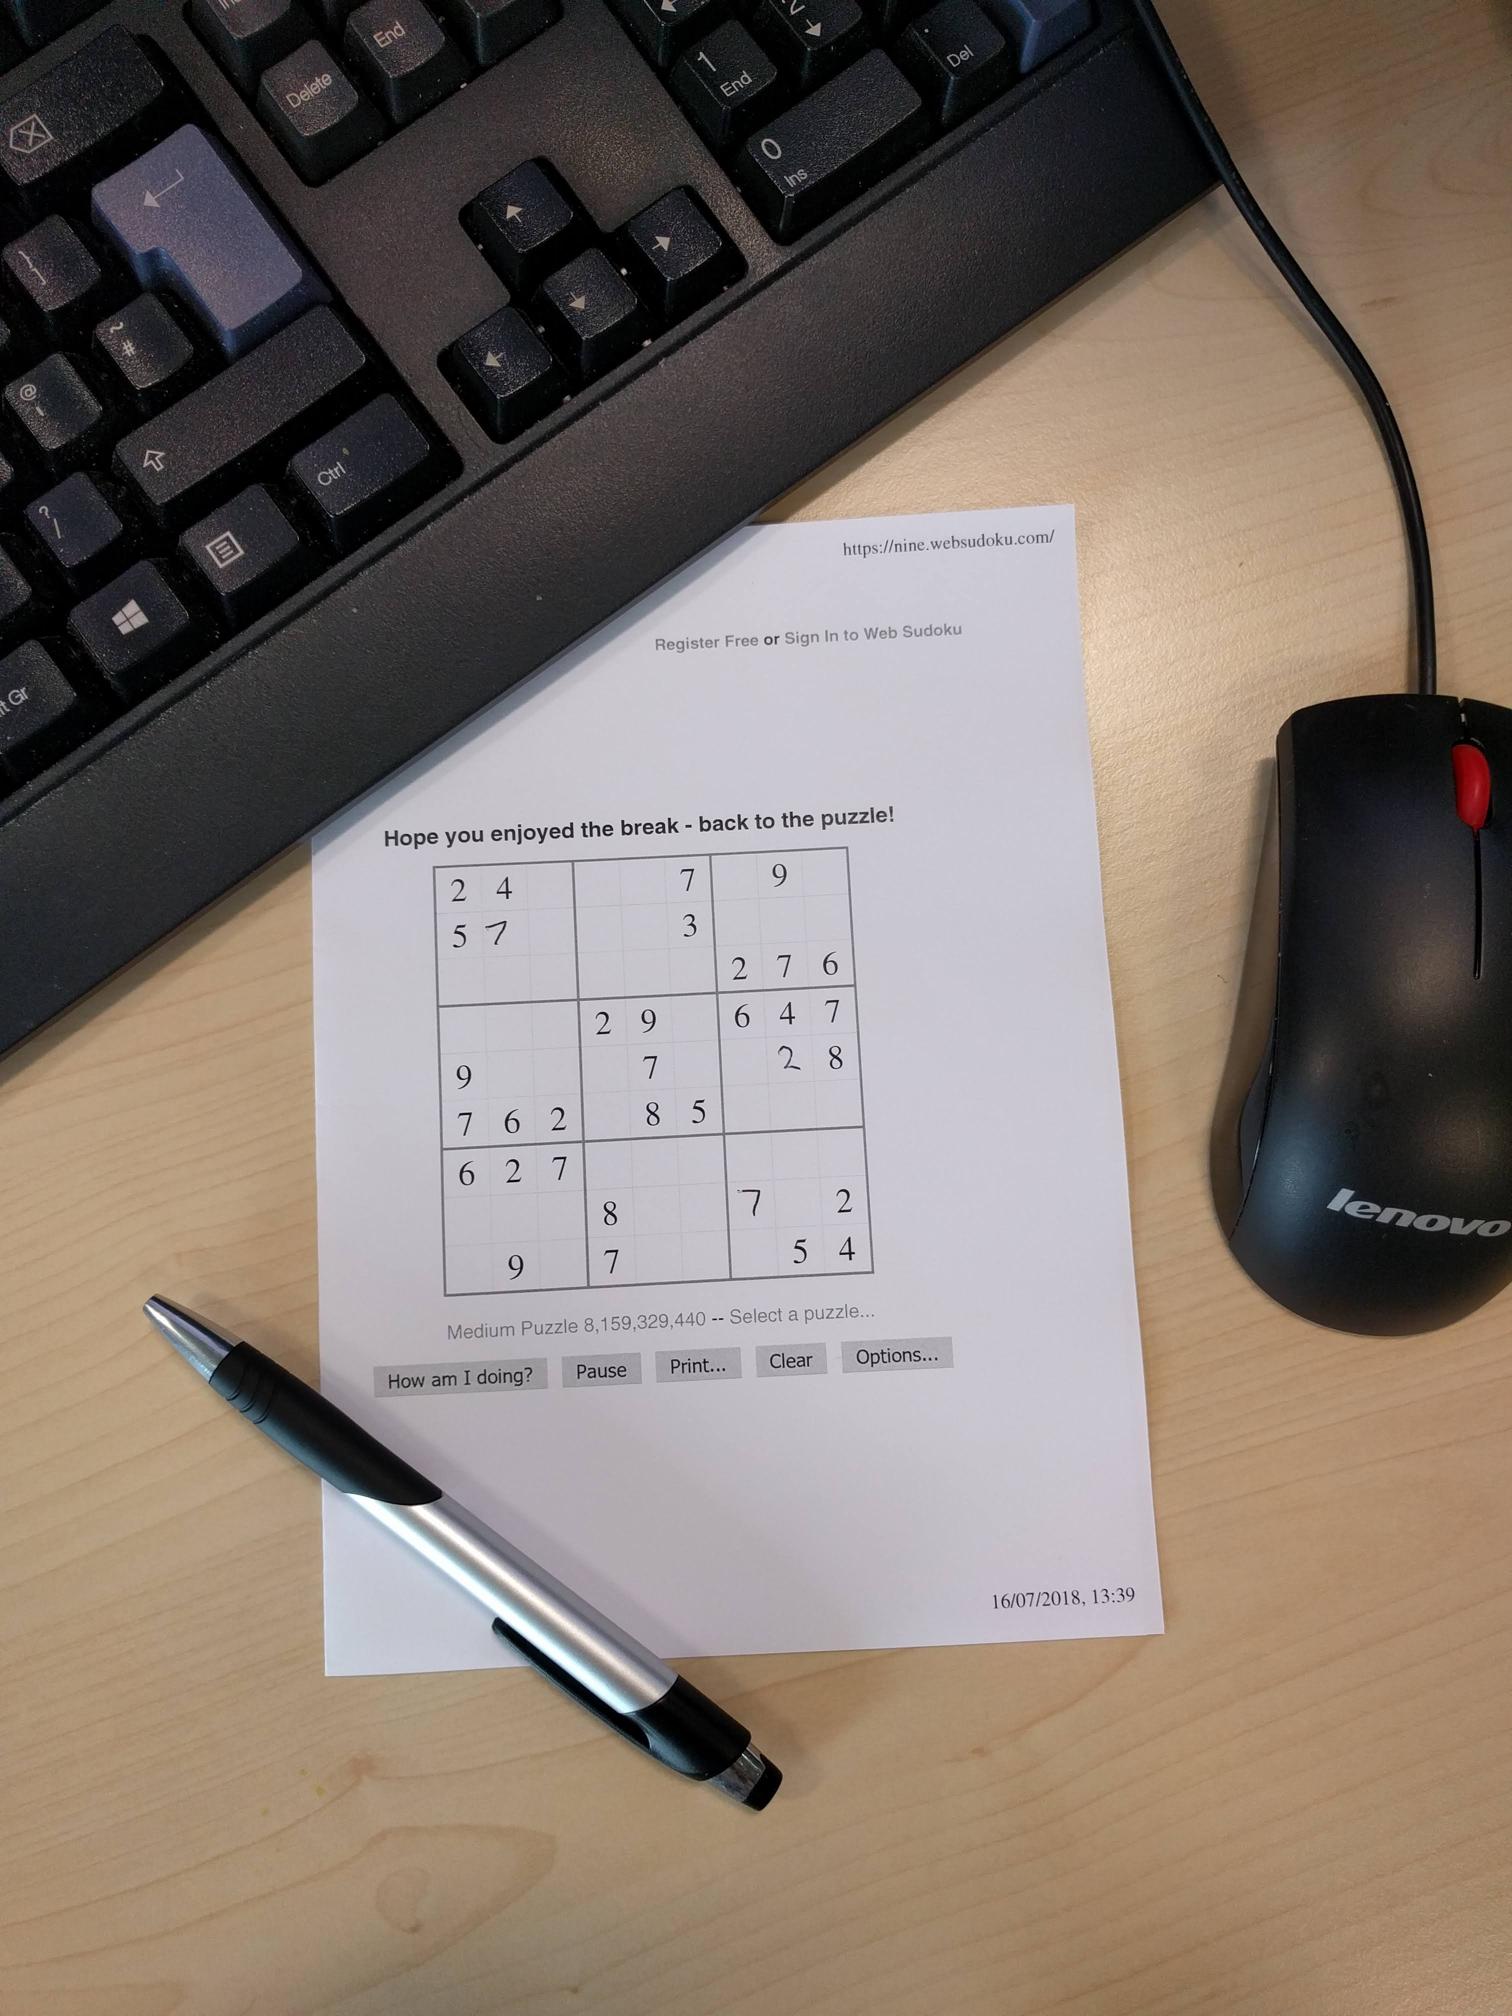 End
Delete
1
End
Del
0
Ins
}
]
~
#
@
'
?
/
Ctrl
Gr
https://nine.websudoku.com/
Register Free or Sign In to Web Sudoku
Hope you enjoyed the break - back to the puzzle!
2 4 7 9
5 7 3
2 7 6
2 9 6 4 7
9 7 2 8
7 6 2 8 5
6 2 7
8 7 2
9 7 5 4
Medium Puzzle 8,159,329,440 -- Select a puzzle...
How am I doing? Pause Print... Clear Options...
16/07/2018, 13:39
lenovo